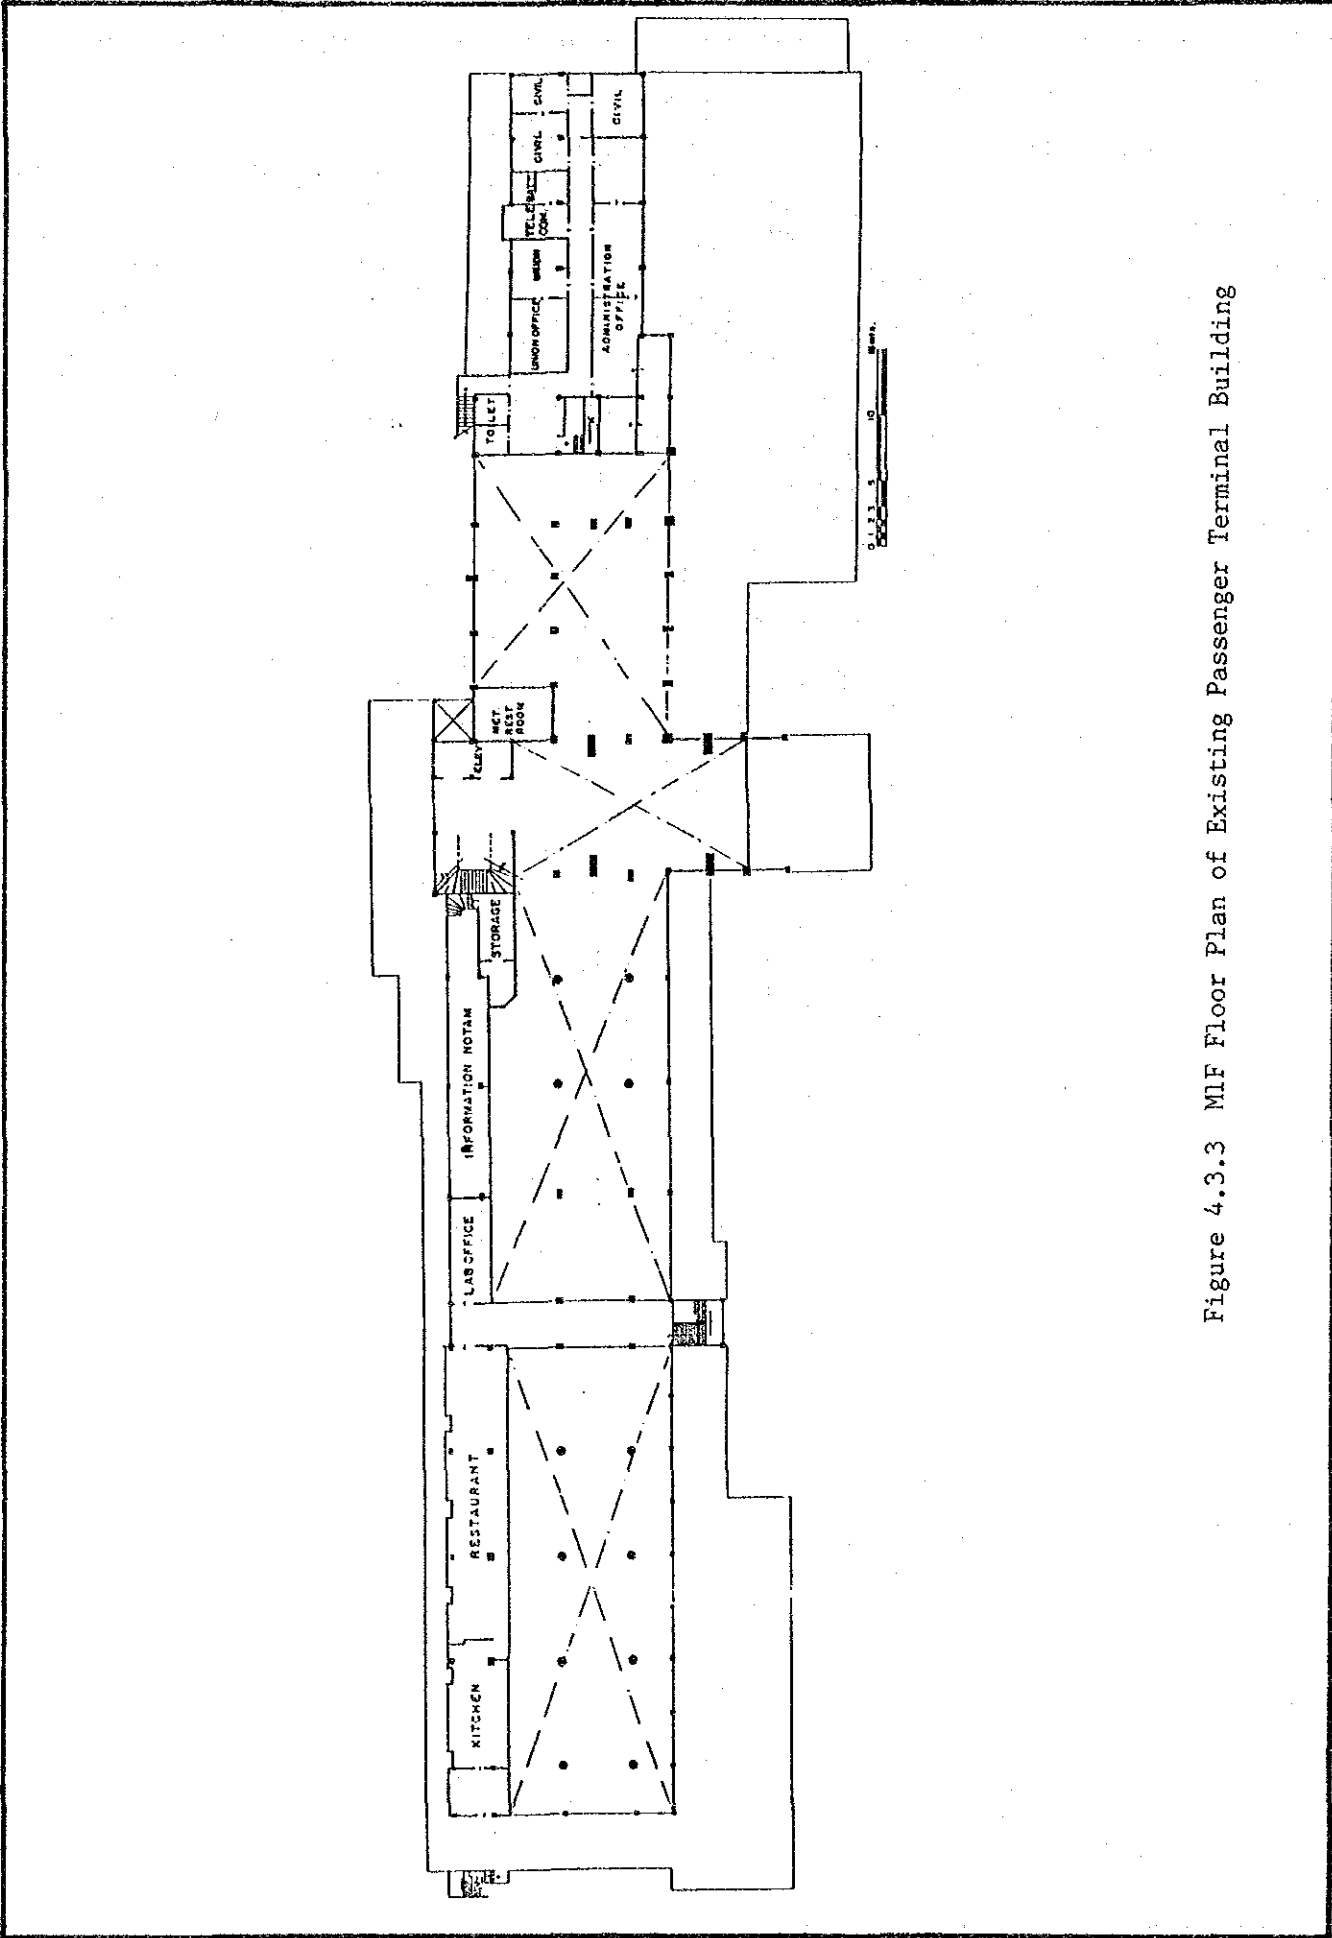 KITCHEN
RESTAURANT
LAB OFFICE
INFORMATION NOTAM
STORAGE
ELEV
MET.
REST
ROOM
TOILET
UNION OFFICE
UNION
TELE
COM.
CIVIL
CIVIL
ADMINISTRATION
OFFICE
CIVIL
0 1 2 3 5 10
Figure 4.3.3 M1F Floor Plan of Existing Passenger Terminal Building